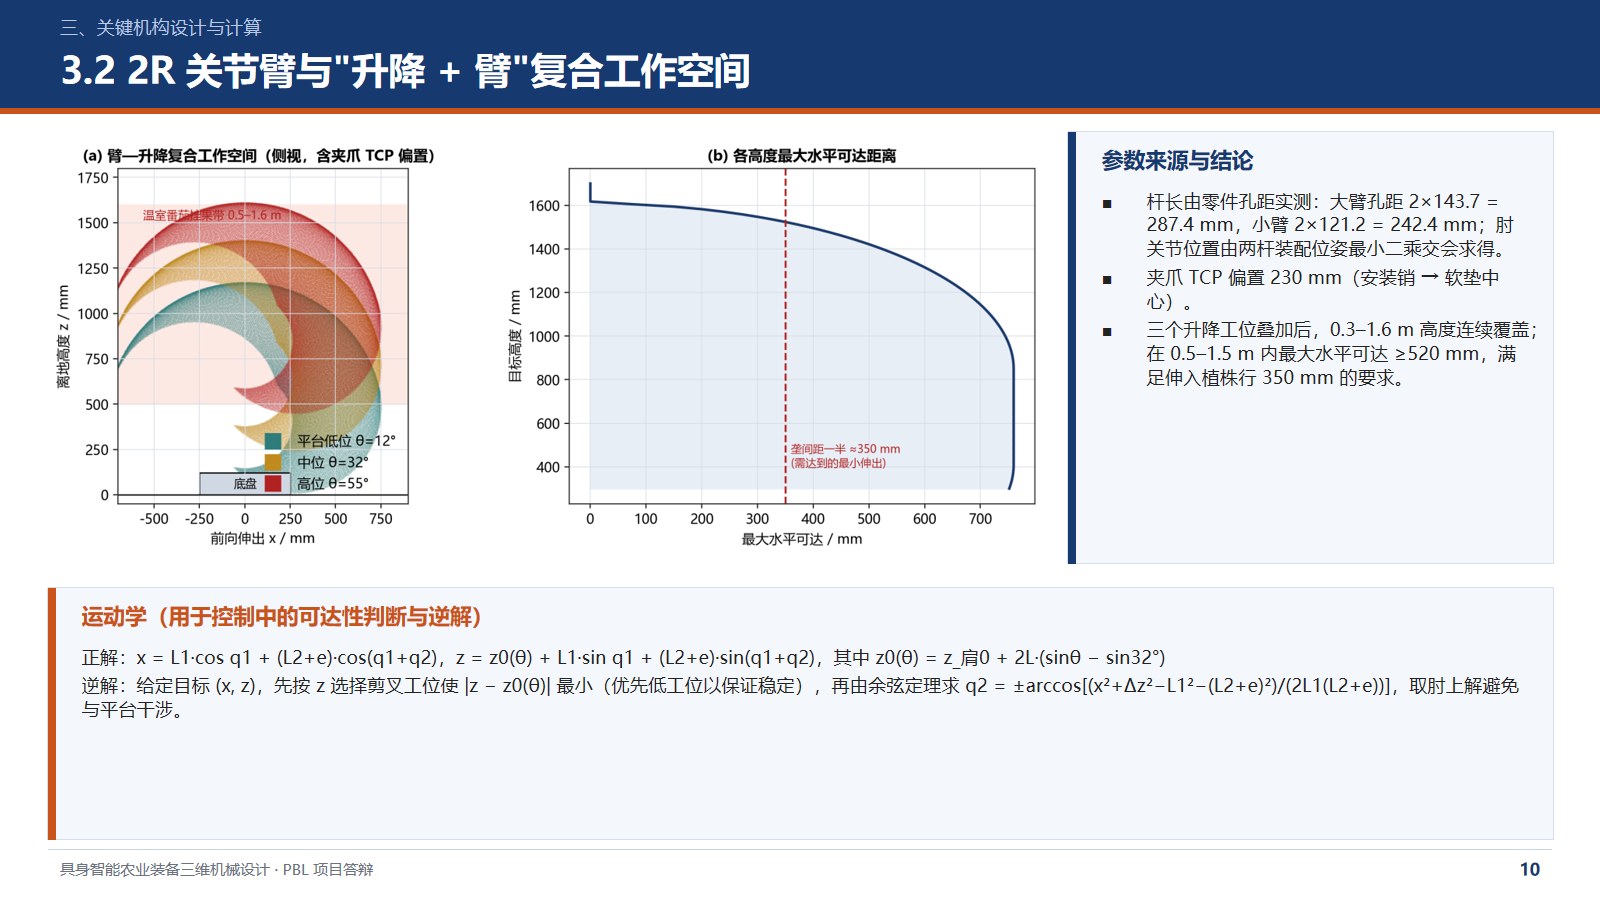 三、关键机构设计与计算
3.2 2R 关节臂与"升降 + 臂"复合工作空间
(a) 臂—升降复合工作空间（侧视，含夹爪 TCP 偏置）
1750
1500
1250
1000
750
500
250
0
离地高度 z / mm
温室番茄挂果带 0.5–1.6 m
平台低位 θ=12°
中位 θ=32°
高位 θ=55°
底盘
-500 -250 0 250 500 750
前向伸出 x / mm
(b) 各高度最大水平可达距离
1600
1400
1200
1000
800
600
400
目标高度 / mm
垄间距一半 ≈350 mm
(需达到的最小伸出)
0 100 200 300 400 500 600 700
最大水平可达 / mm
参数来源与结论
■ 杆长由零件孔距实测：大臂孔距 2×143.7 =
287.4 mm，小臂 2×121.2 = 242.4 mm；肘
关节位置由两杆装配位姿最小二乘交会求得。
■ 夹爪 TCP 偏置 230 mm（安装销 → 软垫中
心）。
■ 三个升降工位叠加后，0.3–1.6 m 高度连续覆盖；
在 0.5–1.5 m 内最大水平可达 ≥520 mm，满
足伸入植株行 350 mm 的要求。
运动学（用于控制中的可达性判断与逆解）
正解：x = L1·cos q1 + (L2+e)·cos(q1+q2)，z = z0(θ) + L1·sin q1 + (L2+e)·sin(q1+q2)，其中 z0(θ) = z_肩0 + 2L·(sinθ − sin32°)
逆解：给定目标 (x, z)，先按 z 选择剪叉工位使 |z − z0(θ)| 最小（优先低工位以保证稳定），再由余弦定理求 q2 = ±arccos[(x²+Δz²−L1²−(L2+e)²)/(2L1(L2+e))]，取肘上解避免
与平台干涉。
具身智能农业装备三维机械设计 · PBL 项目答辩
10